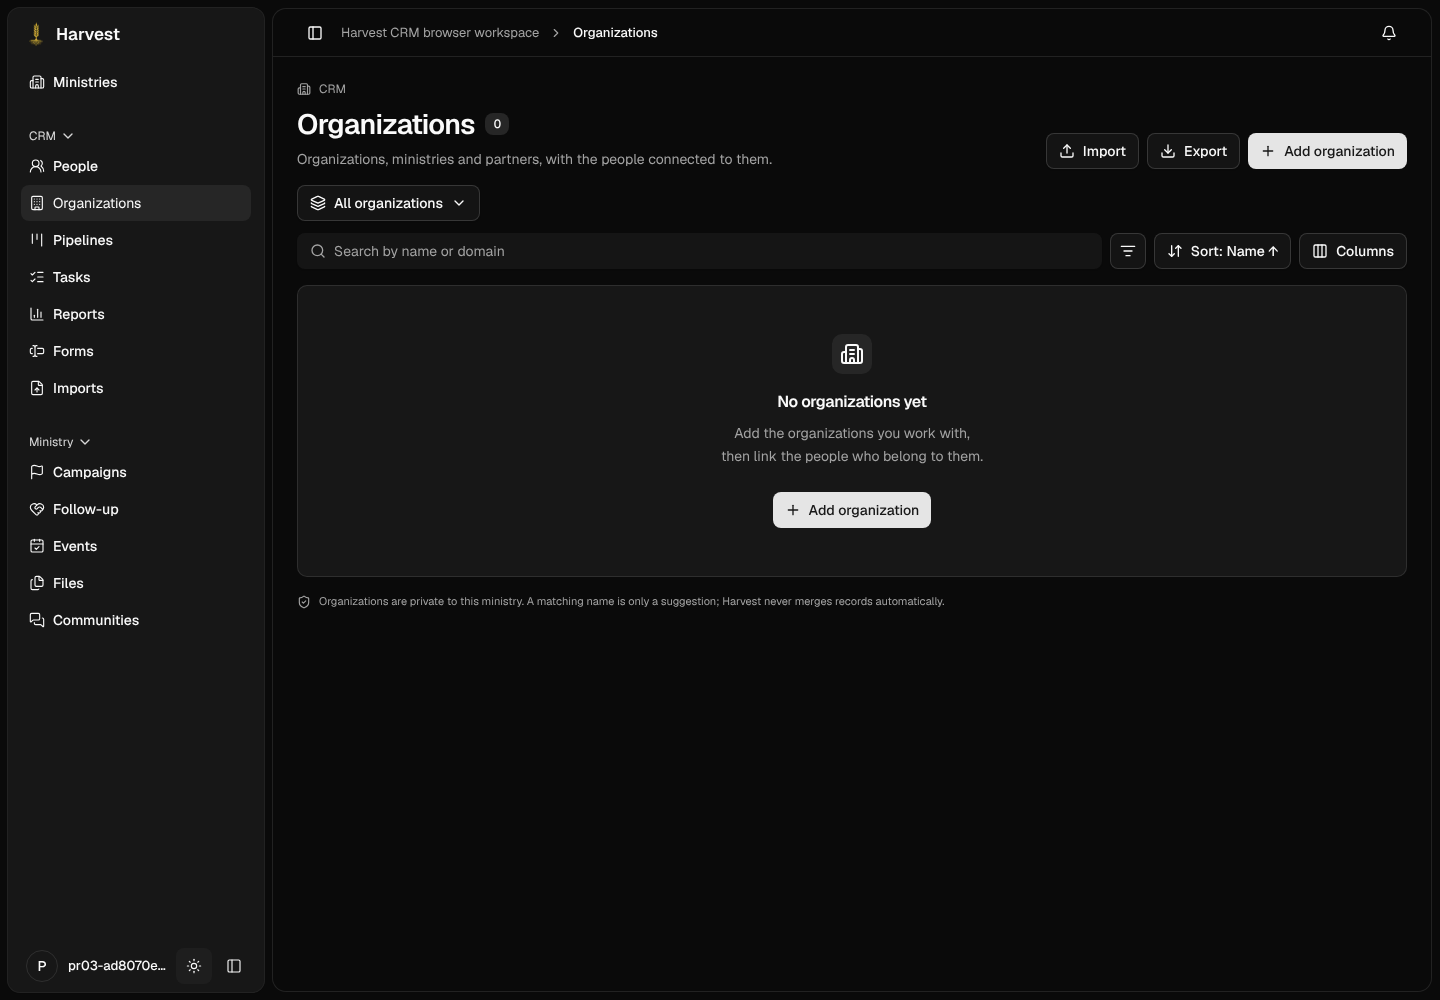 Harvest
Ministries
CRM
People
Organizations
Pipelines
Tasks
Reports
Forms
Imports
Ministry
Campaigns
Follow-up
Events
Files
Communities
P
pr03-ad8070e...
Harvest CRM browser workspace > Organizations
CRM
Organizations 0
Organizations, ministries and partners, with the people connected to them.
Import
Export
Add organization
All organizations
Search by name or domain
Sort: Name ↑
Columns
No organizations yet
Add the organizations you work with,
then link the people who belong to them.
Add organization
Organizations are private to this ministry. A matching name is only a suggestion; Harvest never merges records automatically.